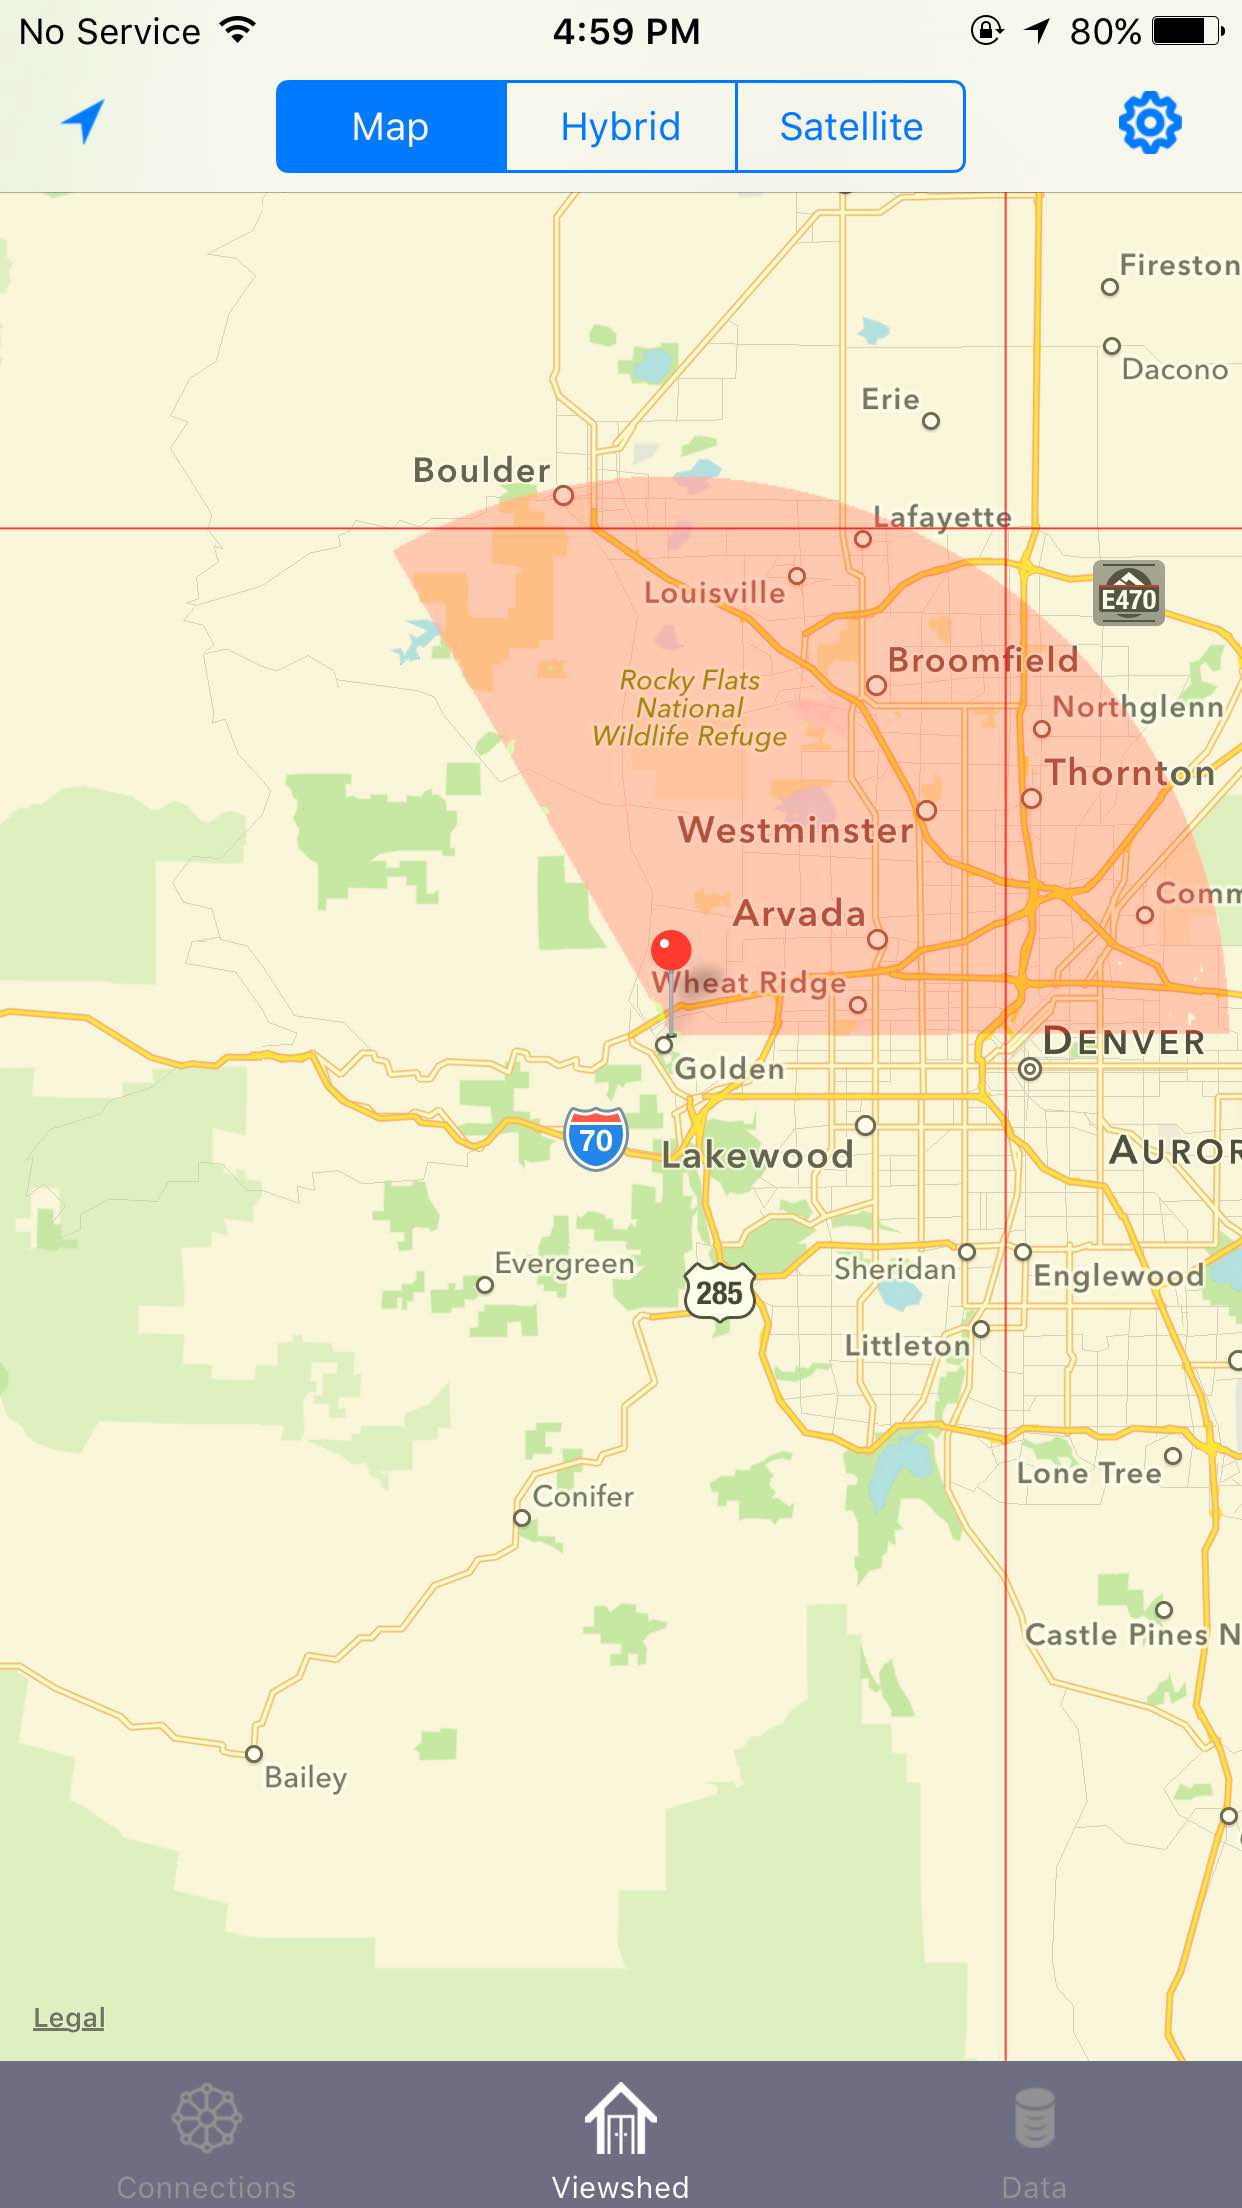 No Service 4:59 PM 80%
Map Hybrid Satellite
Fireston
Dacono
Erie
Boulder
Lafayette
Louisville
E470
Broomfield
Rocky Flats
National
Wildlife Refuge
Northglenn
Thornton
Westminster
Comm
Arvada
Wheat Ridge
DENVER
Golden
70
Lakewood
AUROR
Evergreen
Sheridan
Englewood
285
Littleton
Lone Tree
Conifer
Castle Pines N
Bailey
Legal
Connections Viewshed Data